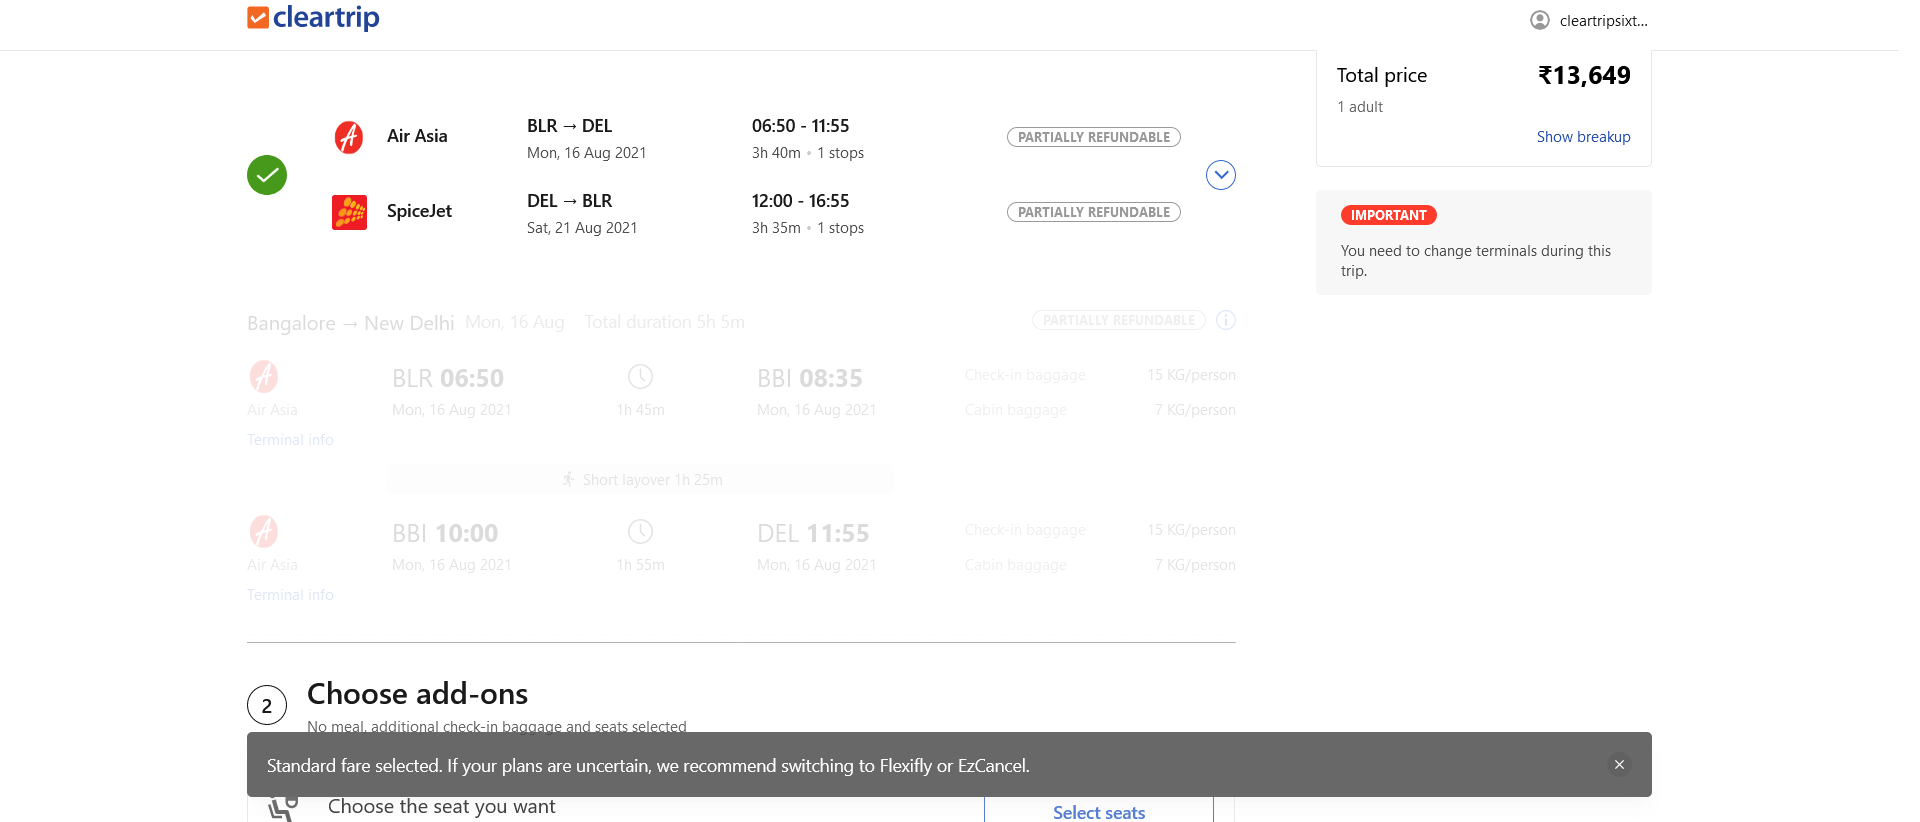 cleartrip
cleartripsixt...
Air Asia
BLR → DEL
Mon, 16 Aug 2021
06:50 - 11:55
3h 40m • 1 stops
PARTIALLY REFUNDABLE
SpiceJet
DEL → BLR
Sat, 21 Aug 2021
12:00 - 16:55
3h 35m • 1 stops
PARTIALLY REFUNDABLE
Total price ₹13,649
1 adult
Show breakup
IMPORTANT
You need to change terminals during this
trip.
Bangalore → New Delhi Mon, 16 Aug Total duration 5h 5m PARTIALLY REFUNDABLE
BLR 06:50 BBI 08:35 Check-in baggage 15 KG/person
Air Asia Mon, 16 Aug 2021 1h 45m Mon, 16 Aug 2021 Cabin baggage 7 KG/person
Terminal info
Short layover 1h 25m
BBI 10:00 DEL 11:55 Check-in baggage 15 KG/person
Air Asia Mon, 16 Aug 2021 1h 55m Mon, 16 Aug 2021 Cabin baggage 7 KG/person
Terminal info
2 Choose add-ons
No meal, additional check-in baggage and seats selected
Standard fare selected. If your plans are uncertain, we recommend switching to Flexifly or EzCancel.
Choose the seat you want
Select seats